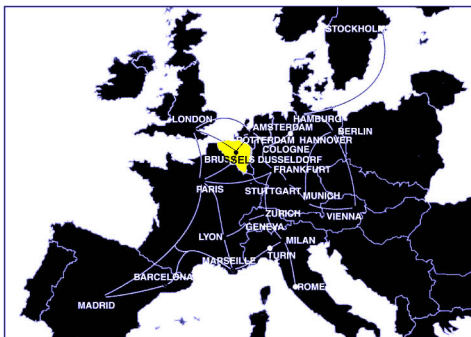 STOCKHOLM
LONDON
HAMBURG
AMSTERDAM
BERLIN
ROTTERDAM HANNOVER
COLOGNE
BRUSSELS DUSSELDORF
FRANKFURT
PARIS
STUTTGART
MUNICH
ZURICH
VIENNA
GENEVA
LYON
MILAN
TURIN
MARSEILLE
BARCELONA
ROME
MADRID